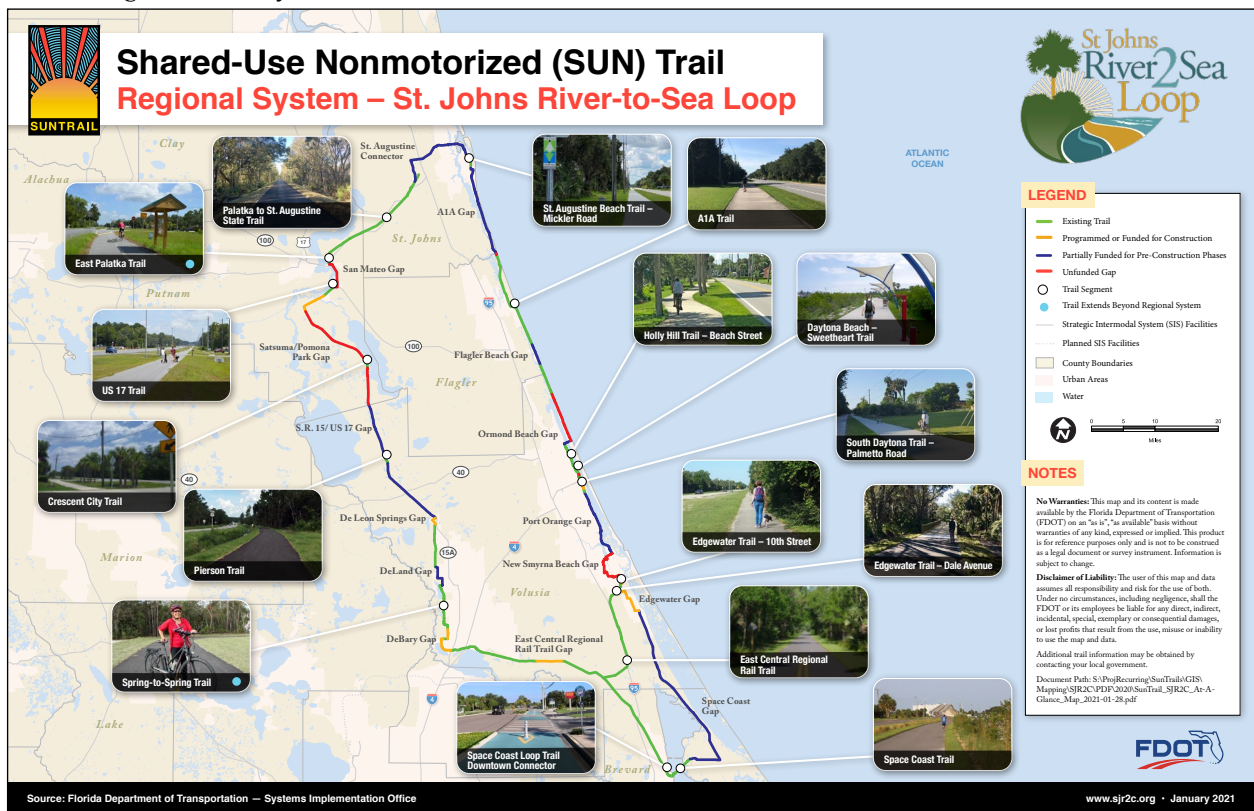 SUNTRAIL
Shared-Use Nonmotorized (SUN) Trail
Regional System – St. Johns River-to-Sea Loop
St Johns
River2Sea
Loop
ATLANTIC
OCEAN
Clay
Alachua
St. Augustine
Connector
Palatka to St. Augustine
State Trail
St. Augustine Beach Trail –
Mickler Road
A1A Trail
A1A Gap
East Palatka Trail
100
17
St. Johns
San Mateo Gap
Putnam
95
Holly Hill Trail – Beach Street
Daytona Beach –
Sweetheart Trail
US 17 Trail
Satsuma/Pomona
Park Gap
100
Flagler Beach Gap
Flagler
South Daytona Trail –
Palmetto Road
S.R. 15/ US 17 Gap
Ormond Beach Gap
Crescent City Trail
40
40
Pierson Trail
De Leon Springs Gap
Port Orange Gap
Edgewater Trail – 10th Street
Edgewater Trail – Dale Avenue
Marion
15A
4
DeLand Gap
New Smyrna Beach Gap
Volusia
Edgewater Gap
Spring-to-Spring Trail
DeBary Gap
East Central Regional
Rail Trail Gap
East Central Regional
Rail Trail
95
4
Lake
Space Coast
Gap
Space Coast Loop Trail
Downtown Connector
Brevard
Space Coast Trail
LEGEND
Existing Trail
Programmed or Funded for Construction
Partially Funded for Pre-Construction Phases
Unfunded Gap
Trail Segment
Trail Extends Beyond Regional System
Strategic Intermodal System (SIS) Facilities
Planned SIS Facilities
County Boundaries
Urban Areas
Water
N
0 5 10 20
Miles
NOTES
No Warranties: This map and its content is made
available by the Florida Department of Transportation
(FDOT) on an "as is", "as available" basis without
warranties of any kind, expressed or implied. This product
is for reference purposes only and is not to be construed
as a legal document or survey instrument. Information is
subject to change.
Disclaimer of Liability: The user of this map and data
assumes all responsibility and risk for the use of both.
Under no circumstances, including negligence, shall the
FDOT or its employees be liable for any direct, indirect,
incidental, special, exemplary or consequential damages,
or lost profits that result from the use, misuse or inability
to use the map and data.
Additional trail information may be obtained by
contacting your local government.
Document Path: S:\ProjRecurring\SunTrails\GIS\
Mapping\SJR2C\PDF\2020\SunTrail_SJR2C_At-A-
Glance_Map_2021-01-28.pdf
FDOT
Source: Florida Department of Transportation — Systems Implementation Office
www.sjr2c.org • January 2021